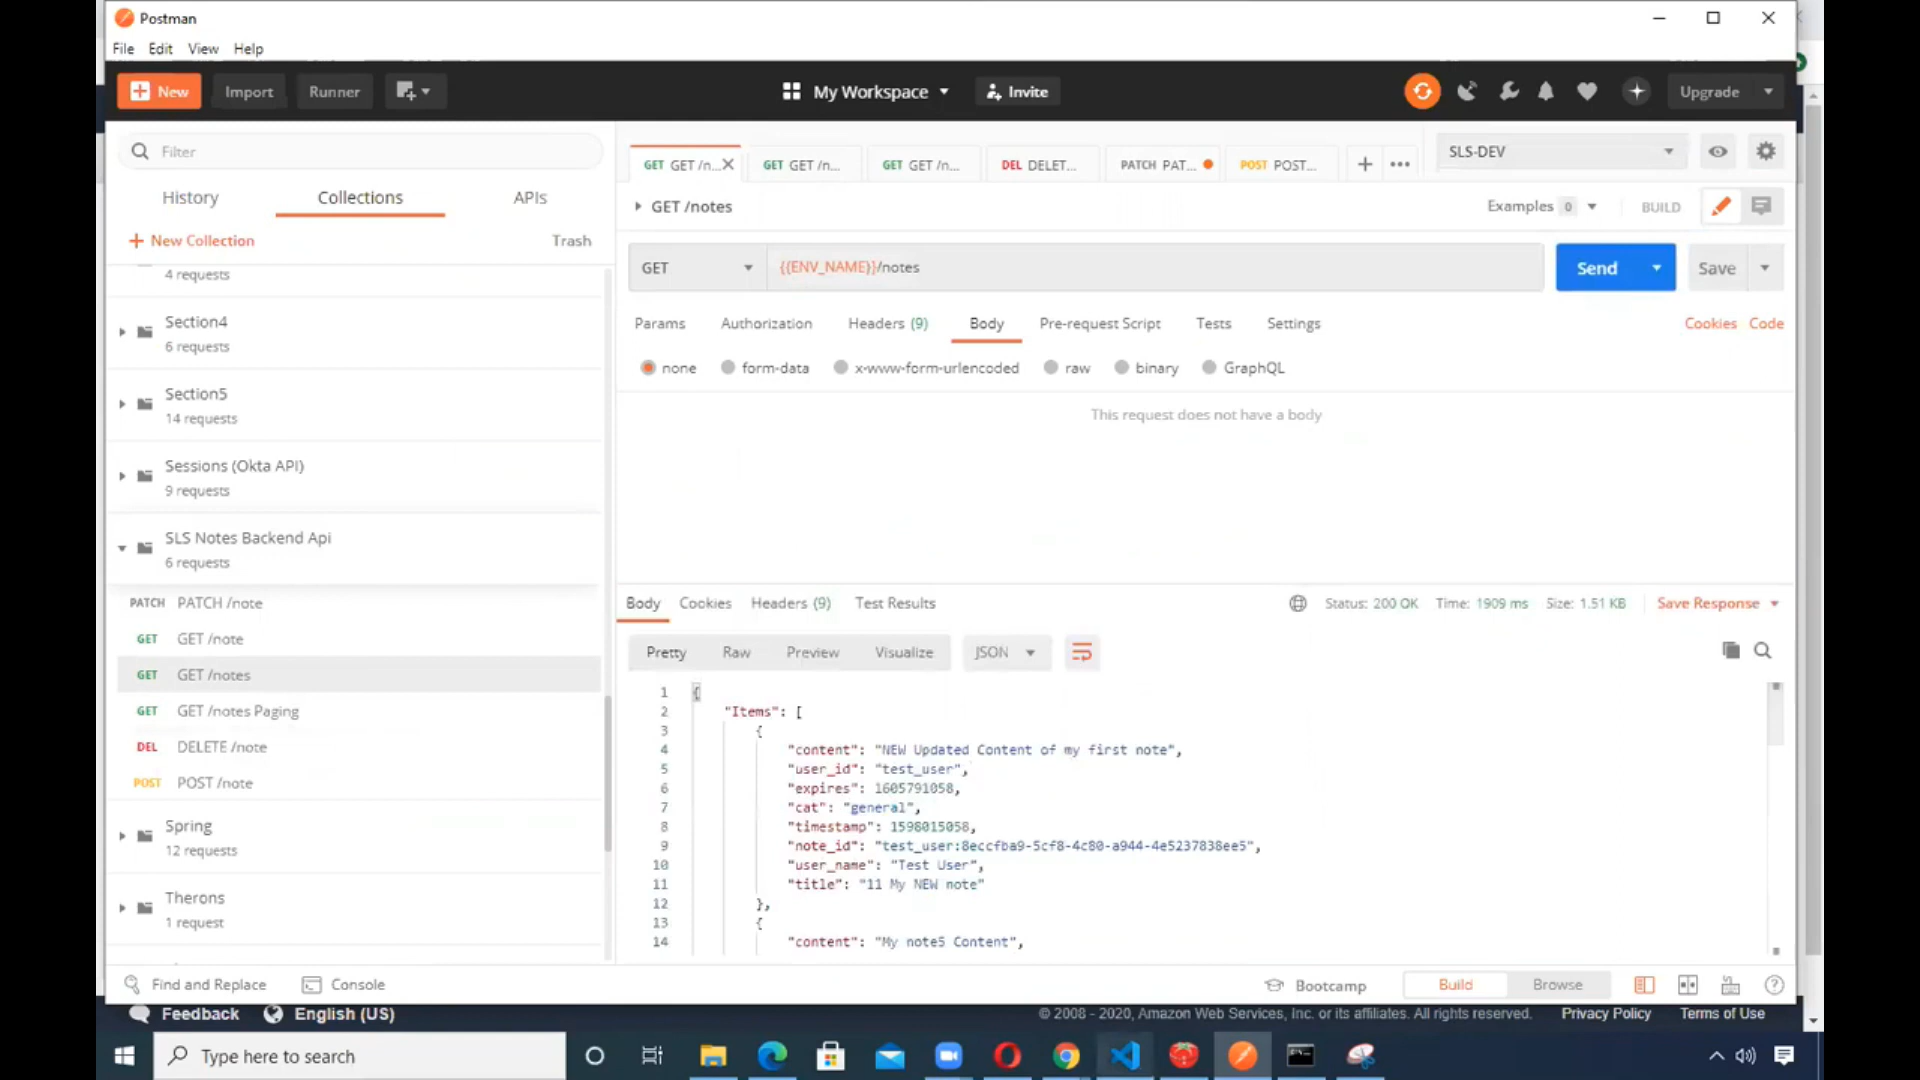 Postman
File Edit View Help
New Import Runner My Workspace Invite Upgrade
Filter
History Collections APIs
New Collection Trash
4 requests
Section4
6 requests
Section5
14 requests
Sessions (Okta API)
9 requests
SLS Notes Backend Api
6 requests
PATCH PATCH /note
GET GET /note
GET GET /notes
GET GET /notes Paging
DEL DELETE /note
POST POST /note
Spring
12 requests
Therons
1 request
GET GET /n... GET GET /n... GET GET /n... DEL DELET... PATCH PAT... POST POST... SLS-DEV
GET /notes Examples 0 BUILD
GET {{ENV_NAME}}/notes Send Save
Params Authorization Headers (9) Body Pre-request Script Tests Settings Cookies Code
none form-data x-www-form-urlencoded raw binary GraphQL
This request does not have a body
Body Cookies Headers (9) Test Results Status: 200 OK Time: 1909 ms Size: 1.51 KB Save Response
Pretty Raw Preview Visualize JSON
1 {
2 "Items": [
3 {
4 "content": "NEW Updated Content of my first note",
5 "user_id": "test_user",
6 "expires": 1605791058,
7 "cat": "general",
8 "timestamp": 1598015058,
9 "note_id": "test_user:8eccfba9-5cf8-4c80-a944-4e5237838ee5",
10 "user_name": "Test User",
11 "title": "11 My NEW note"
12 },
13 {
14 "content": "My note5 Content",
Find and Replace Console Bootcamp Build Browse
Feedback English (US) © 2008 - 2020, Amazon Web Services, Inc. or its affiliates. All rights reserved. Privacy Policy Terms of Use
Type here to search